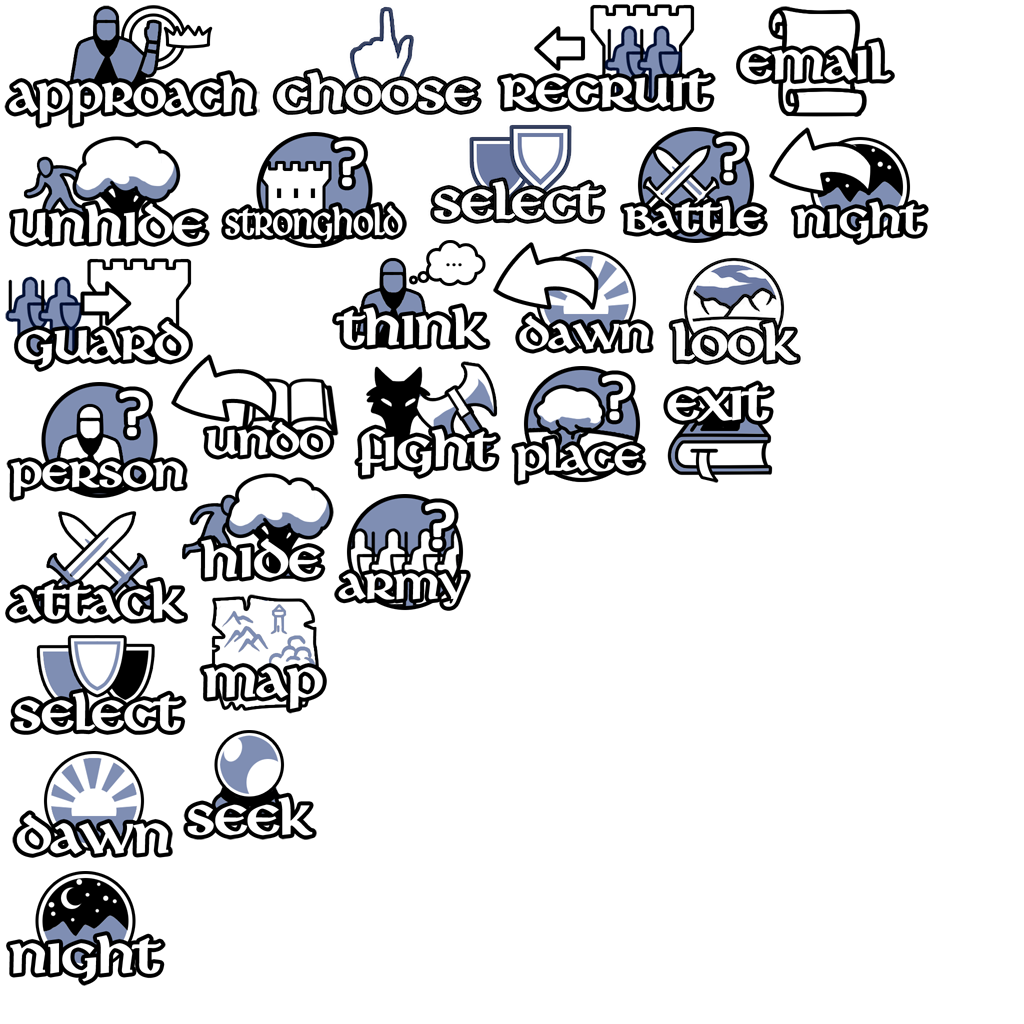 approach
choose
recruit
email
unhide
?
stronghold
select
?
battle
night
guard
...
think
dawn
look
?
person
undo
fight
?
place
exit
attack
hide
?
army
select
map
dawn
seek
night